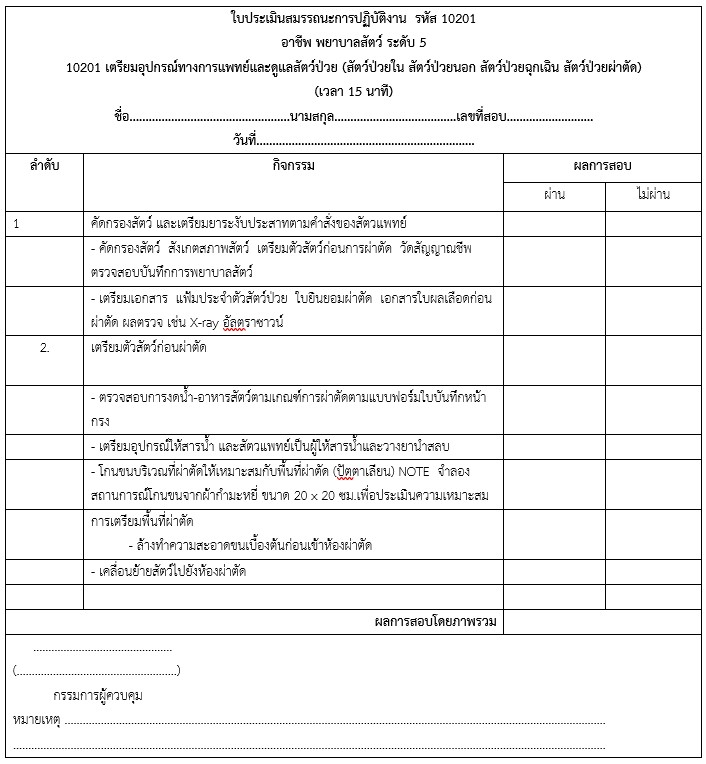 ใบประเมินสมรรถนะการปฏิบัติงาน รหัส 10201
อาชีพ พยาบาลสัตว์ ระดับ 5
10201 เตรียมอุปกรณ์ทางการแพทย์และดูแลสัตว์ป่วย (สัตว์ป่วยใน สัตว์ป่วยนอก สัตว์ป่วยฉุกเฉิน สัตว์ป่วยผ่าตัด)
(เวลา 15 นาที)
ชื่อ..................................................นามสกุล......................................เลขที่สอบ...........................
วันที่....................................................................
ลำดับ กิจกรรม ผลการสอบ
ผ่าน ไม่ผ่าน
1 คัดกรองสัตว์ และเตรียมยาระงับประสาทตามคำสั่งของสัตวแพทย์
- คัดกรองสัตว์ สังเกตสภาพสัตว์ เตรียมตัวสัตว์ก่อนการผ่าตัด วัดสัญญาณชีพ
ตรวจสอบบันทึกการพยาบาลสัตว์
- เตรียมเอกสาร แฟ้มประจำตัวสัตว์ป่วย ใบยินยอมผ่าตัด เอกสารใบผลเลือดก่อน
ผ่าตัด ผลตรวจ เช่น X-ray อัลตราซาวน์
2. เตรียมตัวสัตว์ก่อนผ่าตัด
- ตรวจสอบการงดน้ำ-อาหารสัตว์ตามเกณฑ์การผ่าตัดตามแบบฟอร์มใบบันทึกหน้า
กรง
- เตรียมอุปกรณ์ให้สารน้ำ และสัตวแพทย์เป็นผู้ให้สารน้ำและวางยานำสลบ
- โกนขนบริเวณที่ผ่าตัดให้เหมาะสมกับพื้นที่ผ่าตัด (ปัตตาเลียน) NOTE จำลอง
สถานการณ์โกนขนจากผ้ากำมะหยี่ ขนาด 20 x 20 ซม.เพื่อประเมินความเหมาะสม
การเตรียมพื้นที่ผ่าตัด
- ล้างทำความสะอาดขนเบื้องต้นก่อนเข้าห้องผ่าตัด
- เคลื่อนย้ายสัตว์ไปยังห้องผ่าตัด
ผลการสอบโดยภาพรวม
...............................................
(......................................................)
กรรมการผู้ควบคุม
หมายเหตุ ....................................................................................................
....................................................................................................